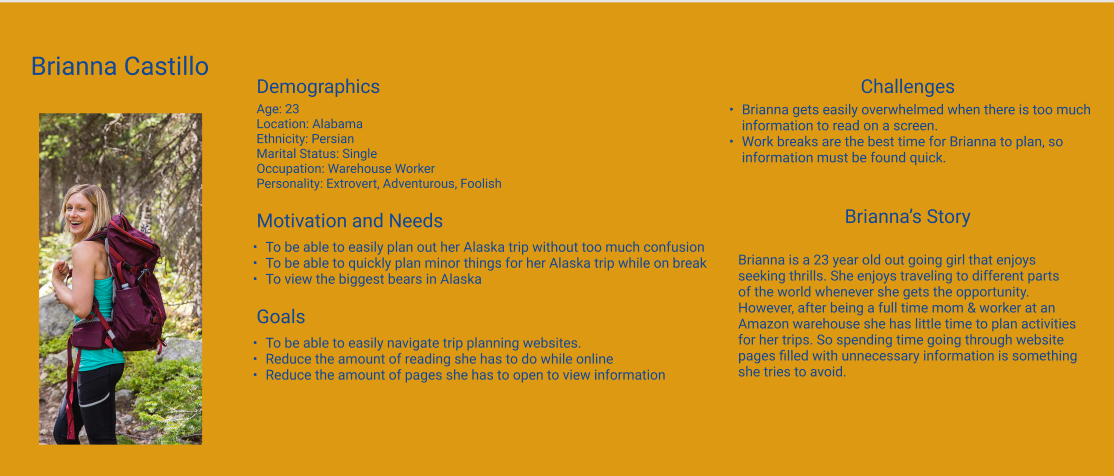 Brianna Castillo
Demographics
Age: 23
Location: Alabama
Ethnicity: Persian
Marital Status: Single
Occupation: Warehouse Worker
Personality: Extrovert, Adventurous, Foolish
Motivation and Needs
• To be able to easily plan out her Alaska trip without too much confusion
• To be able to quickly plan minor things for her Alaska trip while on break
• To view the biggest bears in Alaska
Goals
• To be able to easily navigate trip planning websites.
• Reduce the amount of reading she has to do while online
• Reduce the amount of pages she has to open to view information
Challenges
• Brianna gets easily overwhelmed when there is too much
information to read on a screen.
• Work breaks are the best time for Brianna to plan, so
information must be found quick.
Brianna's Story
Brianna is a 23 year old out going girl that enjoys
seeking thrills. She enjoys traveling to different parts
of the world whenever she gets the opportunity.
However, after being a full time mom & worker at an
Amazon warehouse she has little time to plan activities
for her trips. So spending time going through website
pages filled with unnecessary information is something
she tries to avoid.